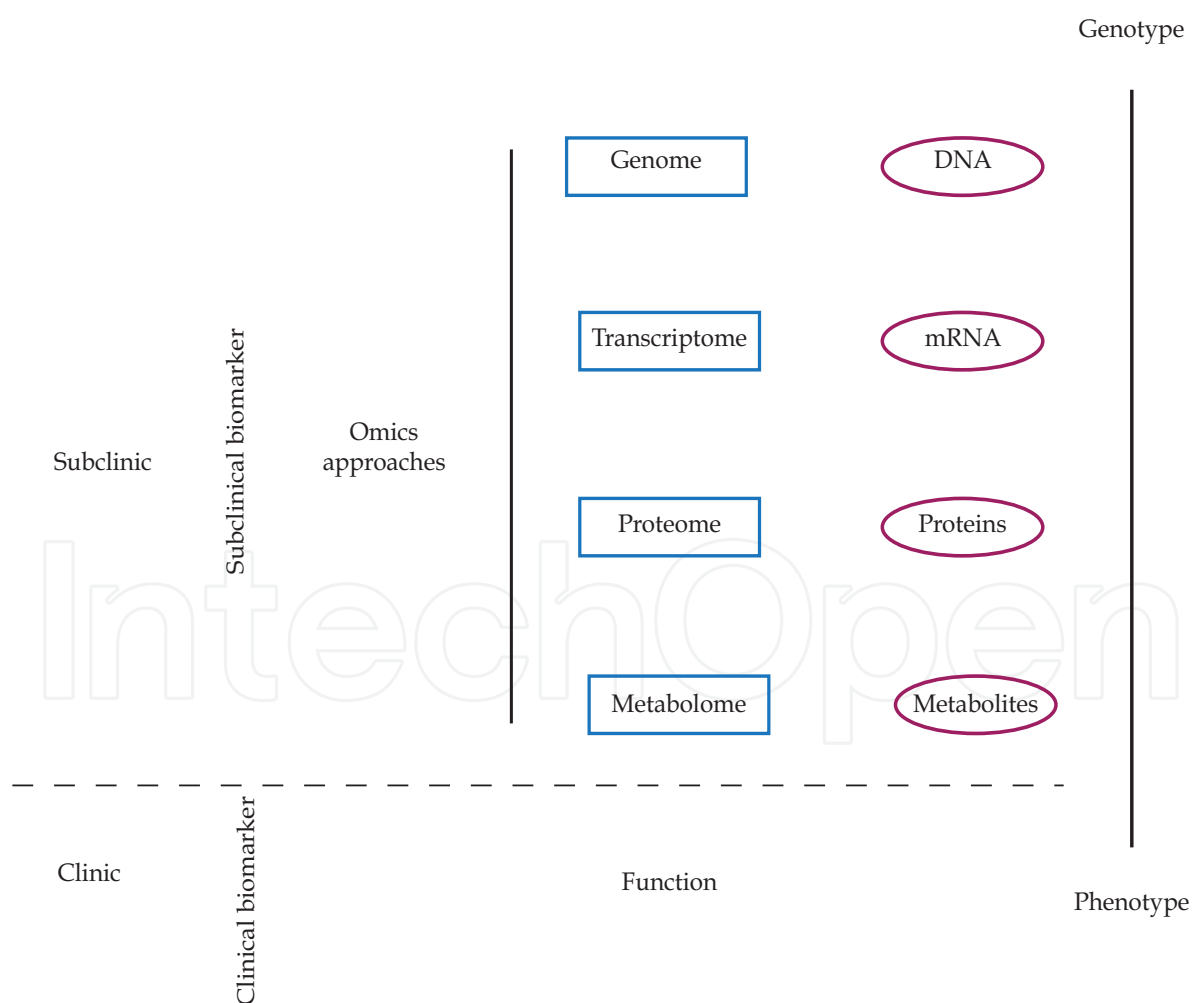 Genotype
Genome
DNA
Transcriptome
mRNA
Subclinic
Subclinical biomarker
Omics
approaches
Proteome
Proteins
IntechOpen
Metabolome
Metabolites
Clinic
Clinical biomarker
Function
Phenotype